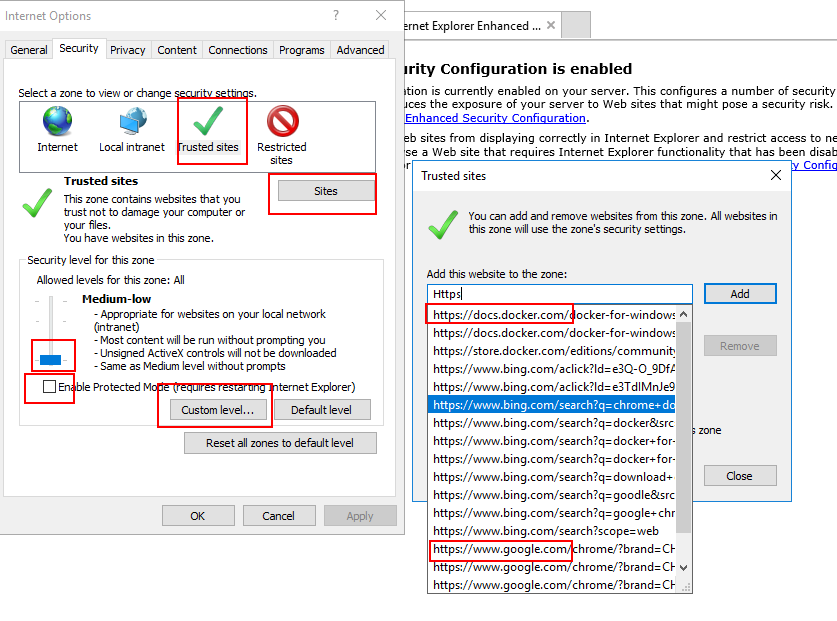 Internet Options
?
General
Security
Privacy
Content
Connections
Programs
Advanced
Select a zone to view or change security settings.
Internet
Local intranet
Trusted sites
Restricted
sites
Trusted sites
Sites
This zone contains websites that you
trust not to damage your computer or
your files.
You have websites in this zone.
Security level for this zone
Allowed levels for this zone: All
Medium-low
- Appropriate for websites on your local network
(intranet)
- Most content will run without prompting you
- Unsigned ActiveX controls will not be downloaded
- Same as Medium level without prompts
Enable Protected Mode (requires restarting Internet Explorer)
Custom level...
Default level
Reset all zones to default level
OK
Cancel
Apply
ernet Explorer Enhanced ...
rity Configuration is enabled
ation is currently enabled on your server. This configures a number of security
uces the exposure of your server to Web sites that might pose a security risk.
Enhanced Security Configuration.
eb sites from displaying correctly in Internet Explorer and restrict access to ne
se a Web site that requires Internet Explorer functionality that has been disab
or
y Config
Trusted sites
You can add and remove websites from this zone. All websites in
this zone will use the zone's security settings.
Add this website to the zone:
Https
Add
https://docs.docker.com/docker-for-windows
https://docs.docker.com/docker-for-windows
Remove
https://store.docker.com/editions/community
https://www.bing.com/aclick?ld=e3Q-O_9DfA
https://www.bing.com/aclick?ld=e3TdlMnJe9
https://www.bing.com/search?q=chrome+do
https://www.bing.com/search?q=docker&src
https://www.bing.com/search?q=docker+for-
s zone
https://www.bing.com/search?q=docker+for-
https://www.bing.com/search?q=download+
Close
https://www.bing.com/search?q=goodle&src
https://www.bing.com/search?q=google+chr
https://www.bing.com/search?scope=web
https://www.google.com/chrome/?brand=CH
https://www.google.com/chrome/?brand=CH
https://www.google.com/chrome/?brand=CH